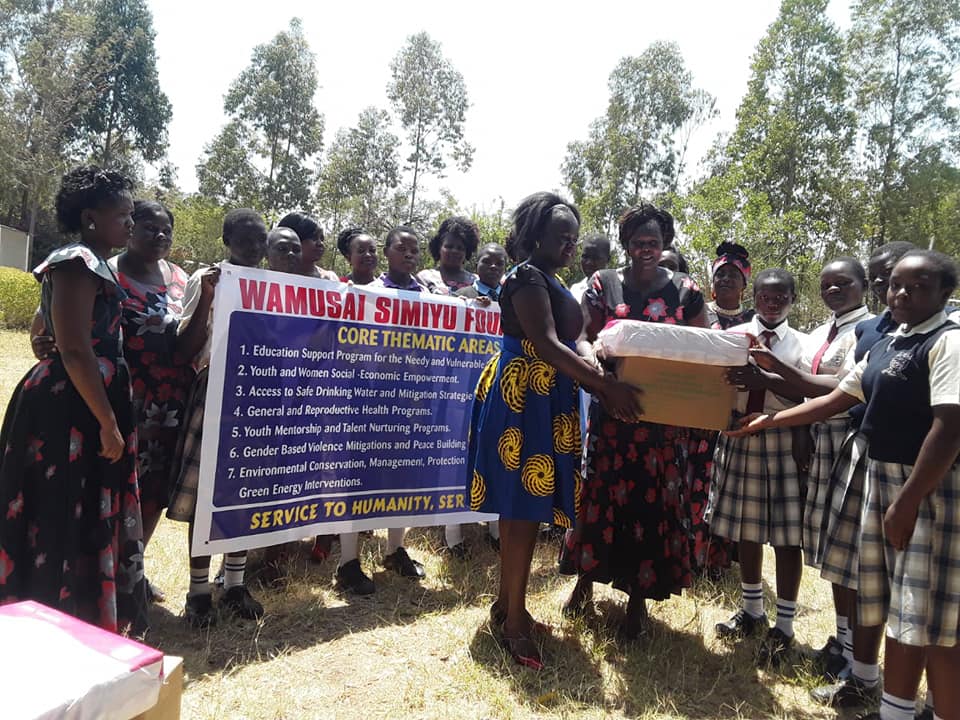 WAMUSAI SIMIYU FOU
CORE THEMATIC AREAS
1. Education Support Program for the Needy and Vulnerable
2. Youth and Women Social -Economic Empowerment.
3. Access to Safe Drinking Water and Mitigation Strategie
4. General and Reproductive Health Programs.
5. Youth Mentorship and Talent Nurturing Programs.
6. Gender Based Violence Mitigations and Peace Building
7. Environmental Conservation, Management, Protection
Green Energy Interventions.
SERVICE TO HUMANITY, SER